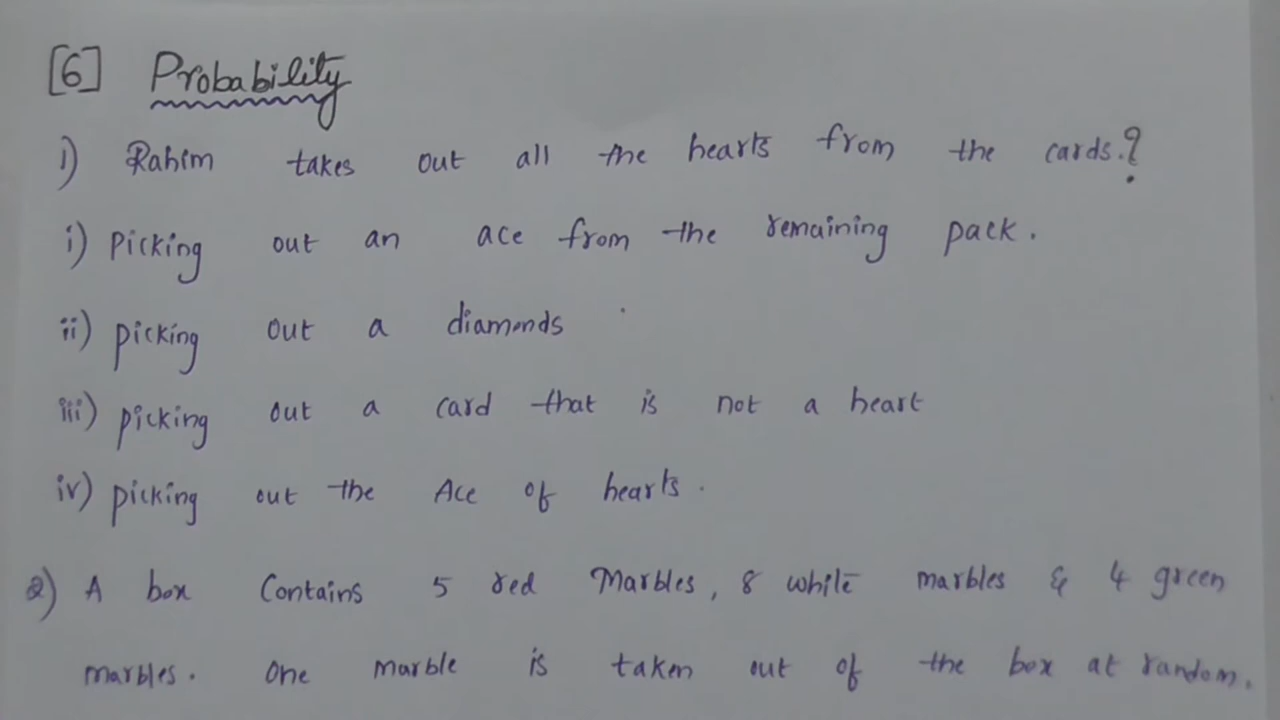 [6] Probability
1) Rahim takes out all the hearts from the cards.?
i) Picking out an ace from the remaining pack.
ii) picking out a diamonds
iii) picking out a card that is not a heart
iv) picking out the Ace of hearts.
2) A box Contains 5 red Marbles, 8 white marbles & 4 green
marbles. One marble is taken out of the box at random.